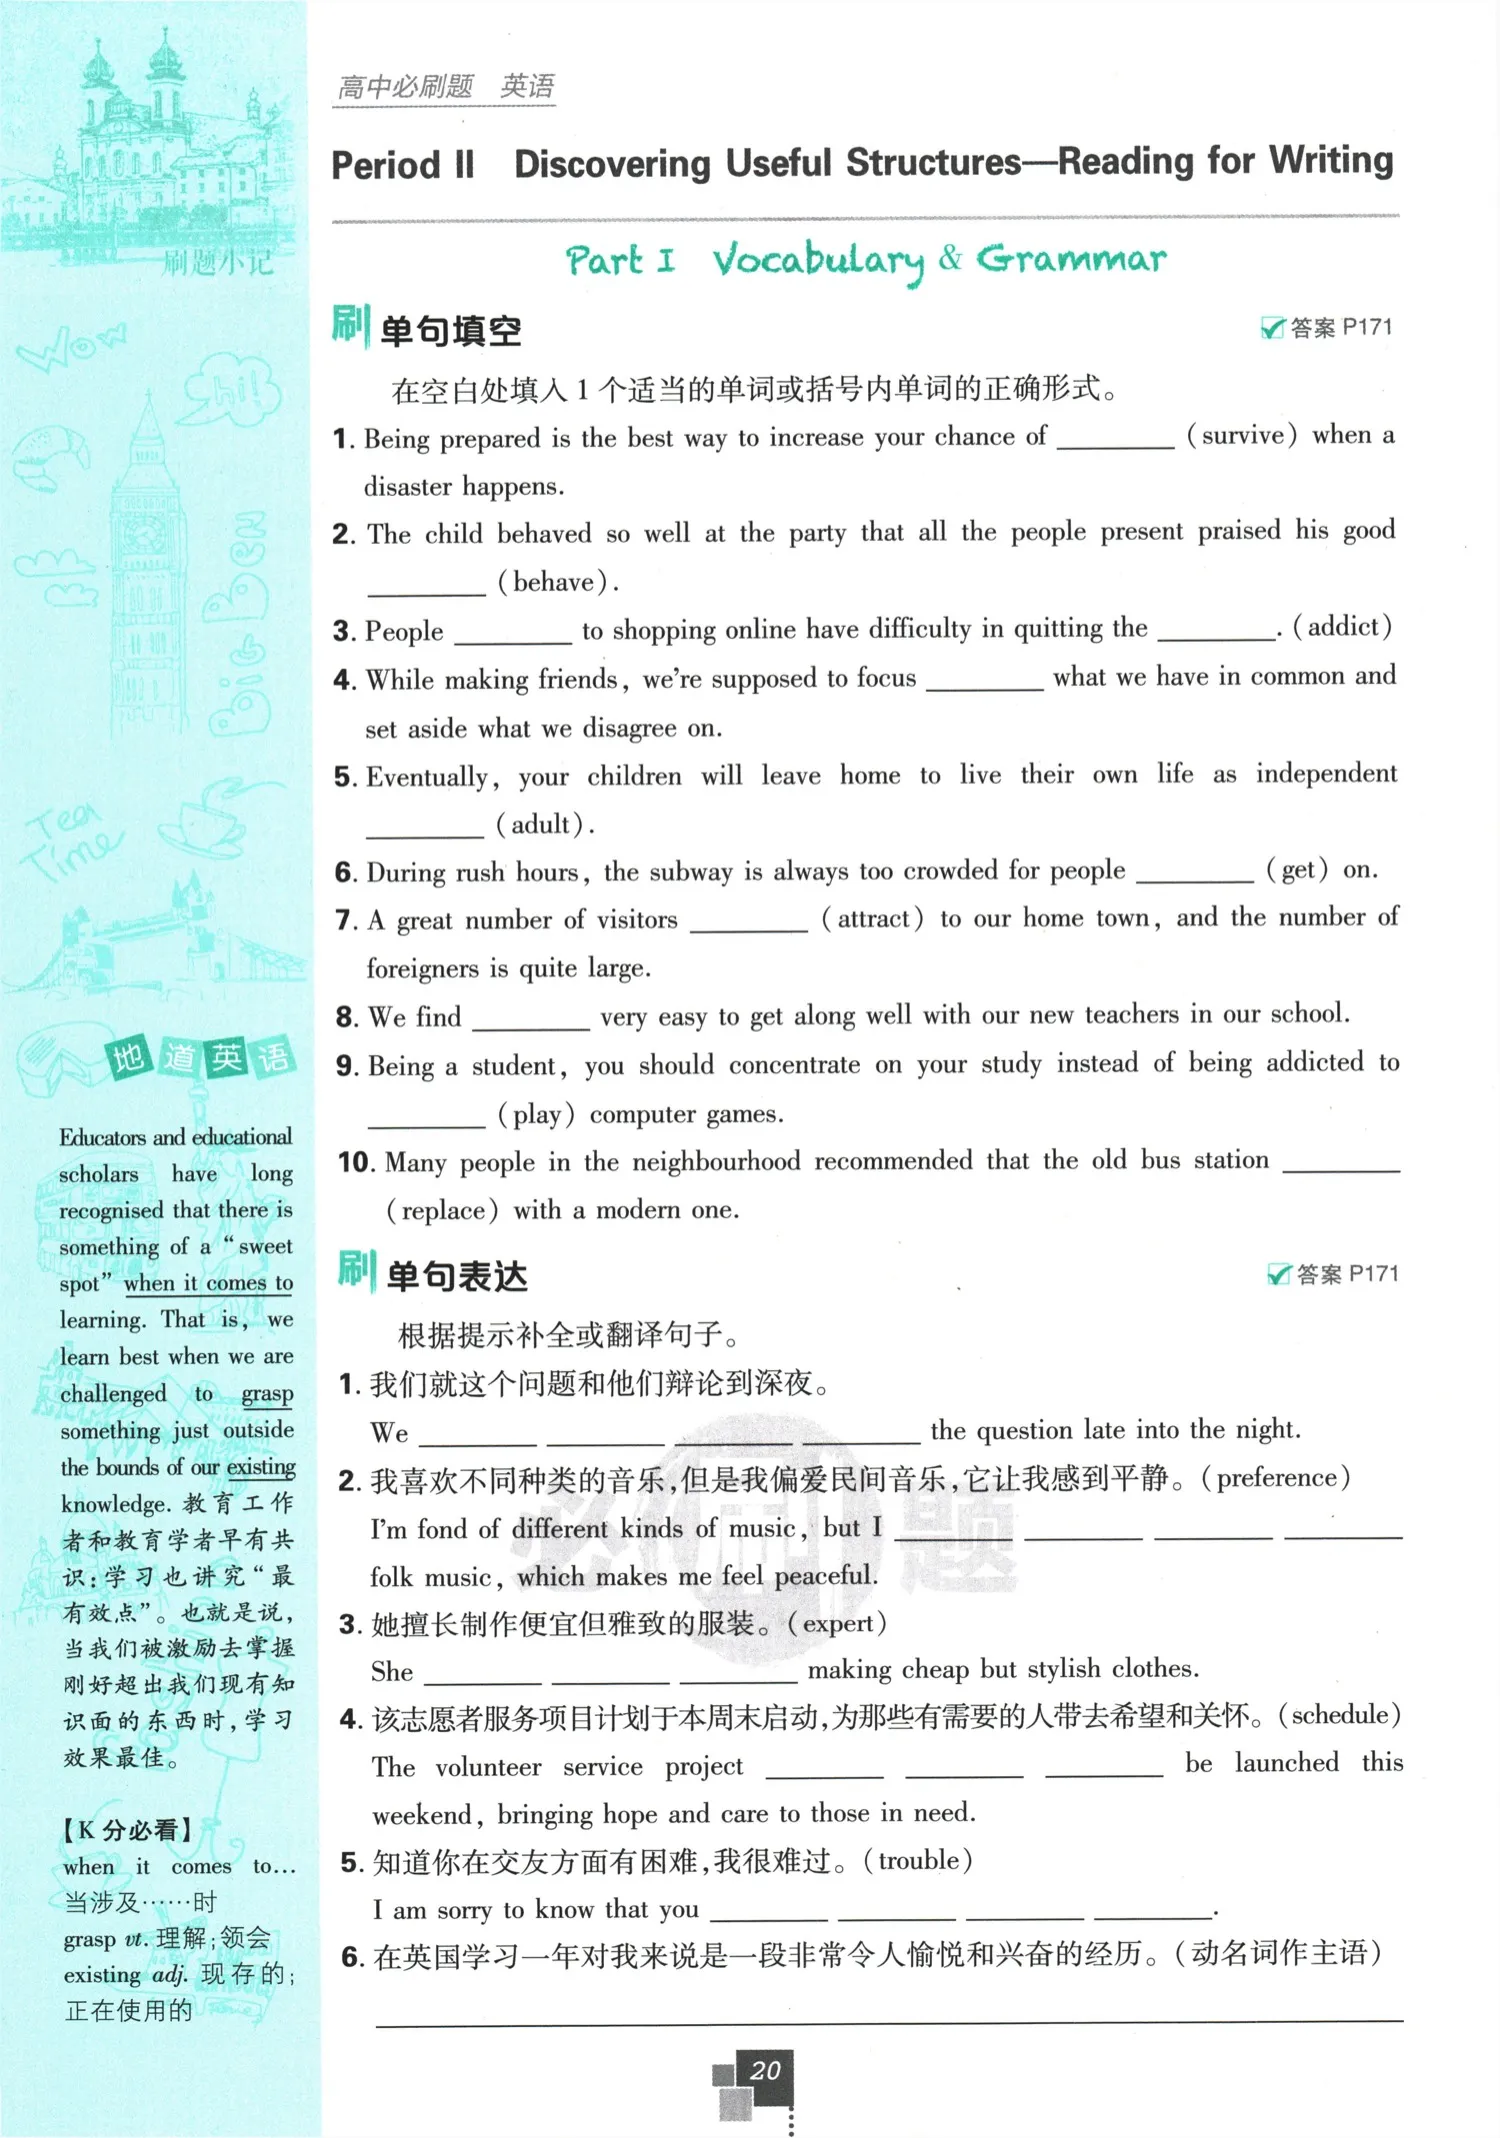 高中必刷题 英语
Period II Discovering Useful Structures—Reading for Writing
Part I Vocabulary & Grammar
刷 单句填空
答案 P171
在空白处填入 1 个适当的单词或括号内单词的正确形式。
1. Being prepared is the best way to increase your chance of ________ (survive) when a
disaster happens.
2. The child behaved so well at the party that all the people present praised his good
________ (behave).
3. People ________ to shopping online have difficulty in quitting the ________. (addict)
4. While making friends, we're supposed to focus ________ what we have in common and
set aside what we disagree on.
5. Eventually, your children will leave home to live their own life as independent
________ (adult).
6. During rush hours, the subway is always too crowded for people ________ (get) on.
7. A great number of visitors ________ (attract) to our home town, and the number of
foreigners is quite large.
8. We find ________ very easy to get along well with our new teachers in our school.
9. Being a student, you should concentrate on your study instead of being addicted to
________ (play) computer games.
10. Many people in the neighbourhood recommended that the old bus station ________
(replace) with a modern one.
刷 单句表达
答案 P171
根据提示补全或翻译句子。
1. 我们就这个问题和他们辩论到深夜。
We ________ ________ ________ ________ the question late into the night.
2. 我喜欢不同种类的音乐,但是我偏爱民间音乐,它让我感到平静。(preference)
I'm fond of different kinds of music, but I ________ ________ ________ ________
folk music, which makes me feel peaceful.
3. 她擅长制作便宜但雅致的服装。(expert)
She ________ ________ ________ making cheap but stylish clothes.
4. 该志愿者服务项目计划于本周末启动,为那些有需要的人带去希望和关怀。(schedule)
The volunteer service project ________ ________ ________ be launched this
weekend, bringing hope and care to those in need.
5. 知道你在交友方面有困难,我很难过。(trouble)
I am sorry to know that you ________ ________ ________ ________.
6. 在英国学习一年对我来说是一段非常令人愉悦和兴奋的经历。(动名词作主语)
必刷题
20
刷题小记
Wow
hi!!
Big Ben
Tea
Time
地道英语
Educators and educational
scholars have long
recognised that there is
something of a “sweet
spot” when it comes to
learning. That is, we
learn best when we are
challenged to grasp
something just outside
the bounds of our existing
knowledge. 教育工作
者和教育学者早有共
识:学习也讲究“最
有效点”。也就是说,
当我们被激励去掌握
刚好超出我们现有知
识面的东西时,学习
效果最佳。
【K 分必看】
when it comes to...
当涉及……时
grasp vt. 理解;领会
existing adj. 现存的;
正在使用的